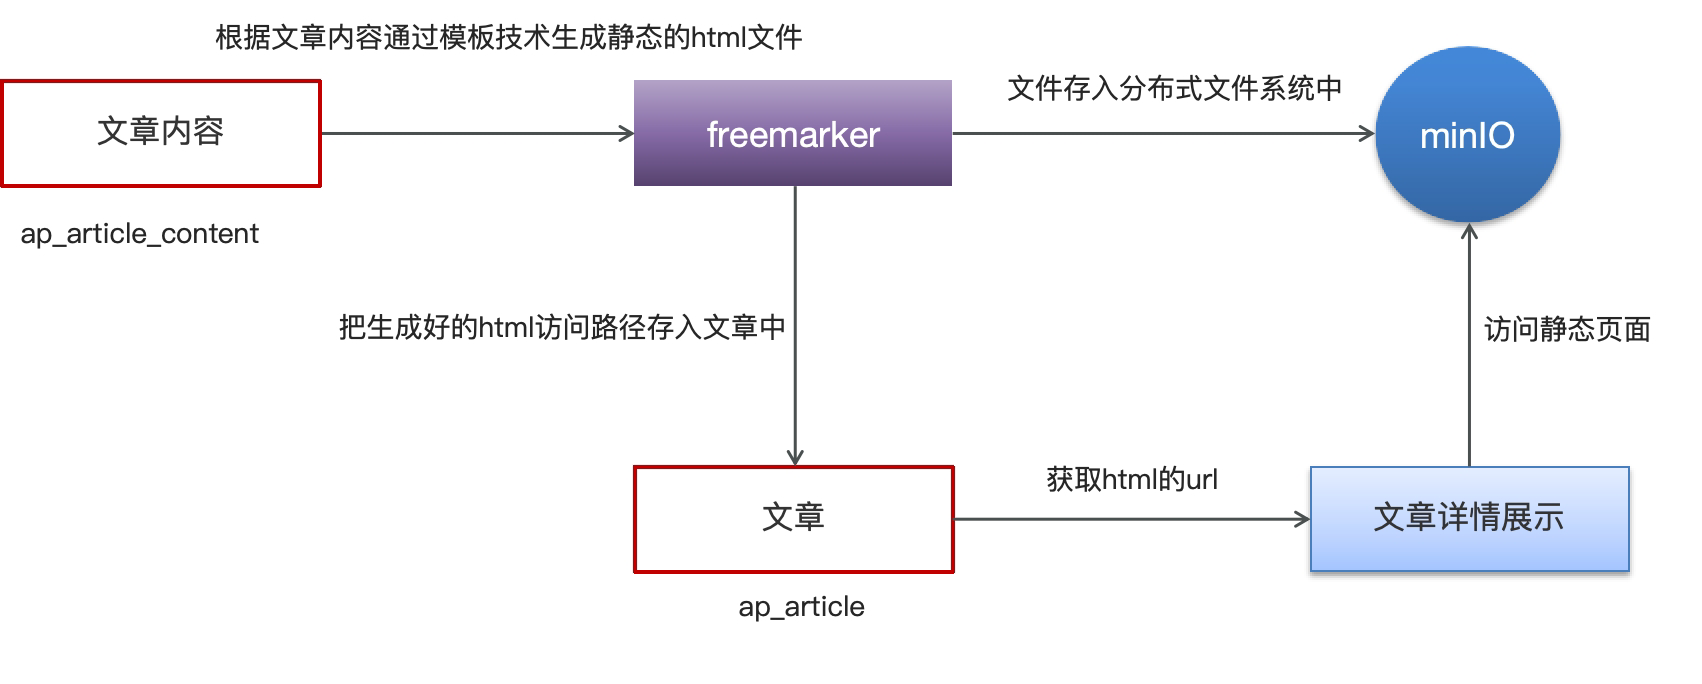 根据文章内容通过模板技术生成静态的html文件
文件存入分布式文件系统中
文章内容
freemarker
minIO
ap_article_content
把生成好的html访问路径存入文章中
访问静态页面
获取html的url
文章
文章详情展示
ap_article